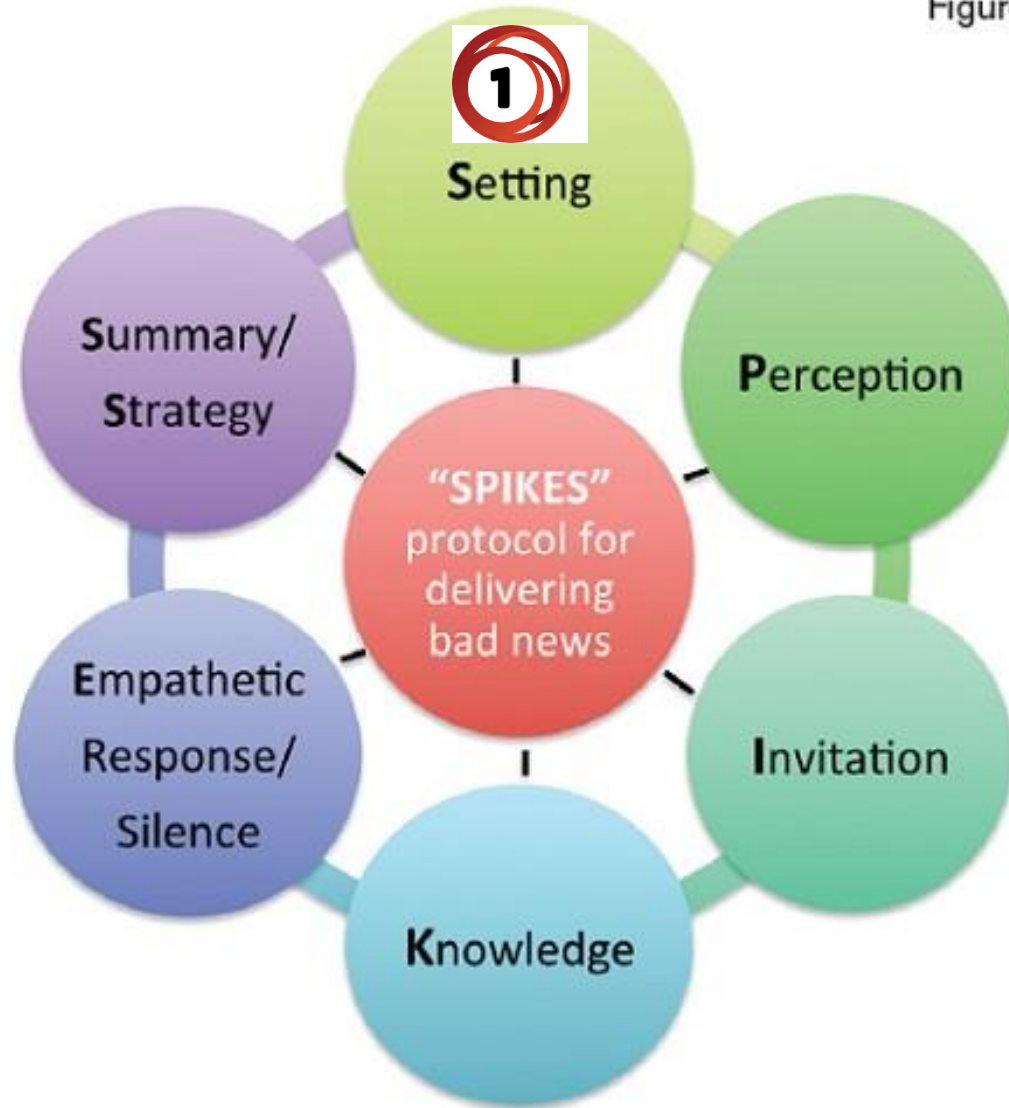 Figur
1
Setting
Perception
Invitation
Knowledge
Empathetic
Response/
Silence
Summary/
Strategy
“SPIKES”
protocol for
delivering
bad news